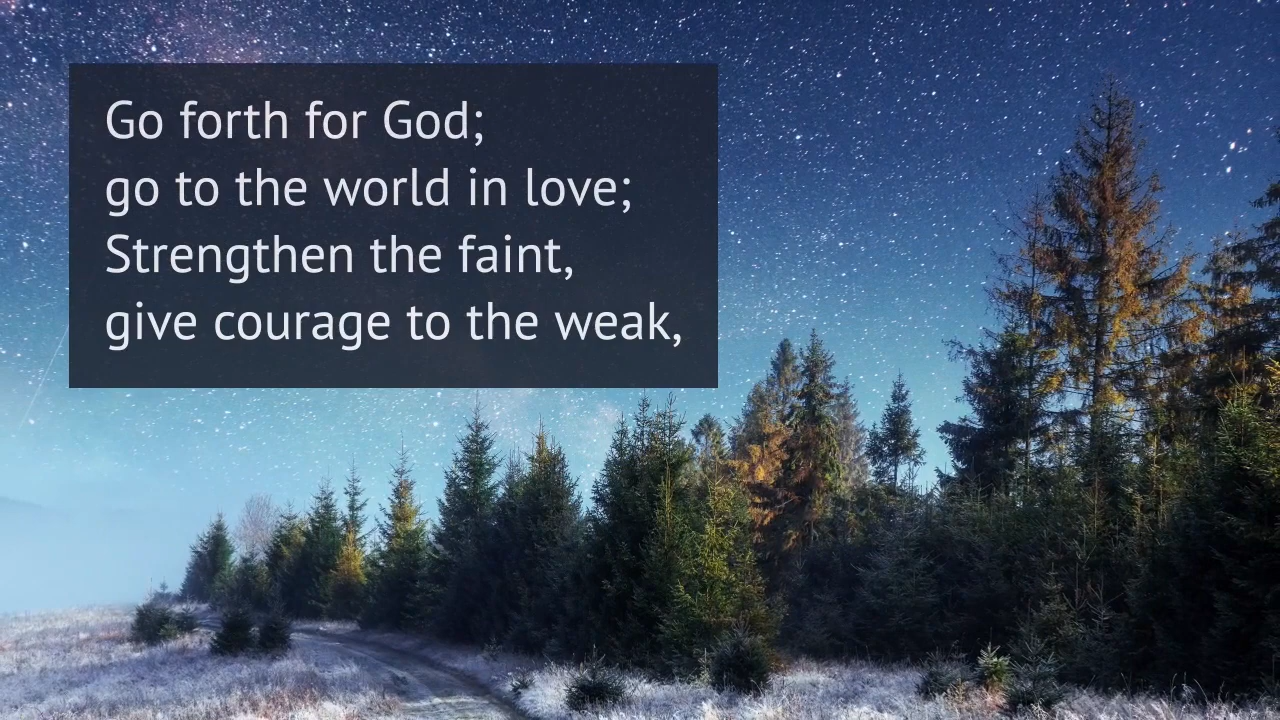 Go forth for God;
go to the world in love;
Strengthen the faint,
give courage to the weak,